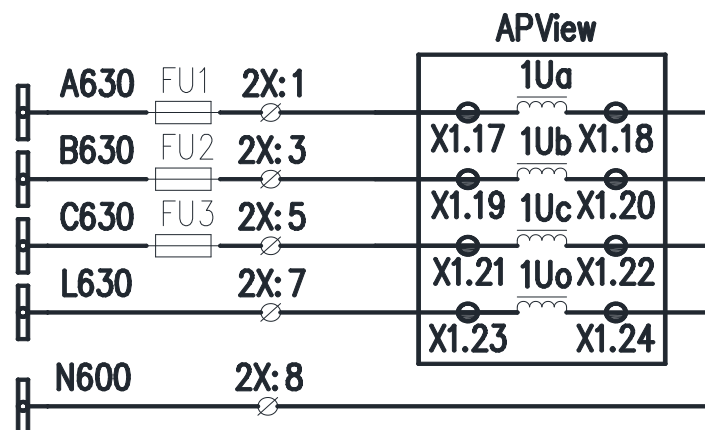 APView
A630 FU1 2X:1 1Ua
X1.17 X1.18
B630 FU2 2X:3 1Ub
X1.19 X1.20
C630 FU3 2X:5 1Uc
X1.21 X1.22
L630 2X:7 1Uo
X1.23 X1.24
N600 2X:8